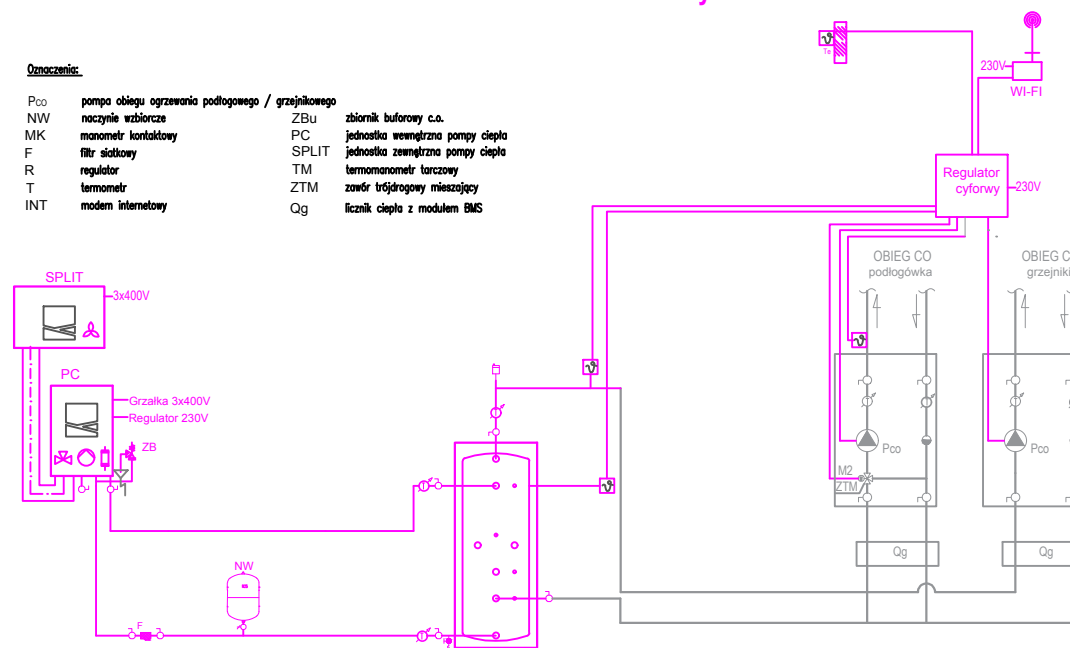 Oznaczenia:
Pco pompa obiegu ogrzewania podłogowego / grzejnikowego
NW naczynie wzbiorcze
MK manometr kontaktowy
F filtr siatkowy
R regulator
T termometr
INT modem internetowy
ZBu zbiornik buforowy c.o.
PC jednostka wewnętrzna pompy ciepła
SPLIT jednostka zewnętrzna pompy ciepła
TM termomanometr tarczowy
ZTM zawór trójdrogowy mieszający
Qg licznik ciepła z modułem BMS
Te
230V
WI-FI
Regulator
cyforwy
230V
OBIEG CO
podłogówka
OBIEG C
grzejniki
SPLIT
3x400V
PC
Grzałka 3x400V
Regulator 230V
ZB
Pco
Pco
M2
ZTM
Qg
Qg
NW
F